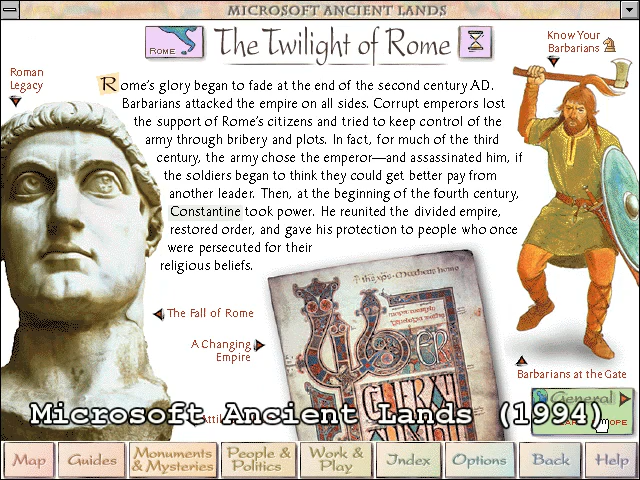 MICROSOFT ANCIENT LANDS
ROME
The Twilight of Rome
Know Your
Barbarians
Roman
Legacy
Rome's glory began to fade at the end of the second century AD.
Barbarians attacked the empire on all sides. Corrupt emperors lost
the support of Rome's citizens and tried to keep control of the
army through bribery and plots. In fact, for much of the third
century, the army chose the emperor—and assassinated him, if
the soldiers began to think they could get better pay from
another leader. Then, at the beginning of the fourth century,
Constantine took power. He reunited the divided empire,
restored order, and gave his protection to people who once
were persecuted for their
religious beliefs.
The Fall of Rome
A Changing
Empire
Barbarians at the Gate
General
Microsoft Ancient Lands (1994)
Map
Guides
Monuments
& Mysteries
People &
Politics
Work &
Play
Index
Options
Back
Help